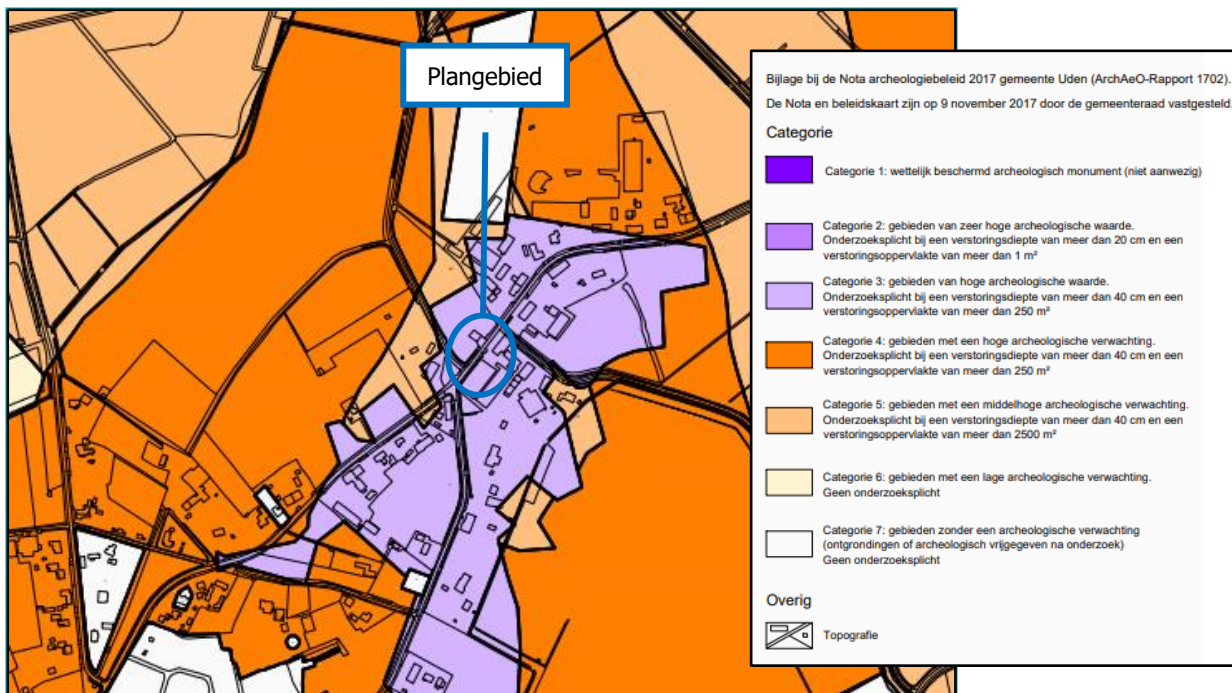 Plangebied
Bijlage bij de Nota archeologiebeleid 2017 gemeente Uden (ArchAeO-Rapport 1702).
De Nota en beleidskaart zijn op 9 november 2017 door de gemeenteraad vastgesteld.
Categorie
Categorie 1: wettelijk beschermd archeologisch monument (niet aanwezig)
Categorie 2: gebieden van zeer hoge archeologische waarde.
Onderzoeksplicht bij een verstoringsdiepte van meer dan 20 cm en een
verstoringsoppervlakte van meer dan 1 m²
Categorie 3: gebieden van hoge archeologische waarde.
Onderzoeksplicht bij een verstoringsdiepte van meer dan 40 cm en een
verstoringsoppervlakte van meer dan 250 m²
Categorie 4: gebieden met een hoge archeologische verwachting.
Onderzoeksplicht bij een verstoringsdiepte van meer dan 40 cm en een
verstoringsoppervlakte van meer dan 250 m²
Categorie 5: gebieden met een middelhoge archeologische verwachting.
Onderzoeksplicht bij een verstoringsdiepte van meer dan 40 cm en een
verstoringsoppervlakte van meer dan 2500 m²
Categorie 6: gebieden met een lage archeologische verwachting.
Geen onderzoeksplicht
Categorie 7: gebieden zonder een archeologische verwachting
(ontgrondingen of archeologisch vrijgegeven na onderzoek)
Geen onderzoeksplicht
Overig
Topografie